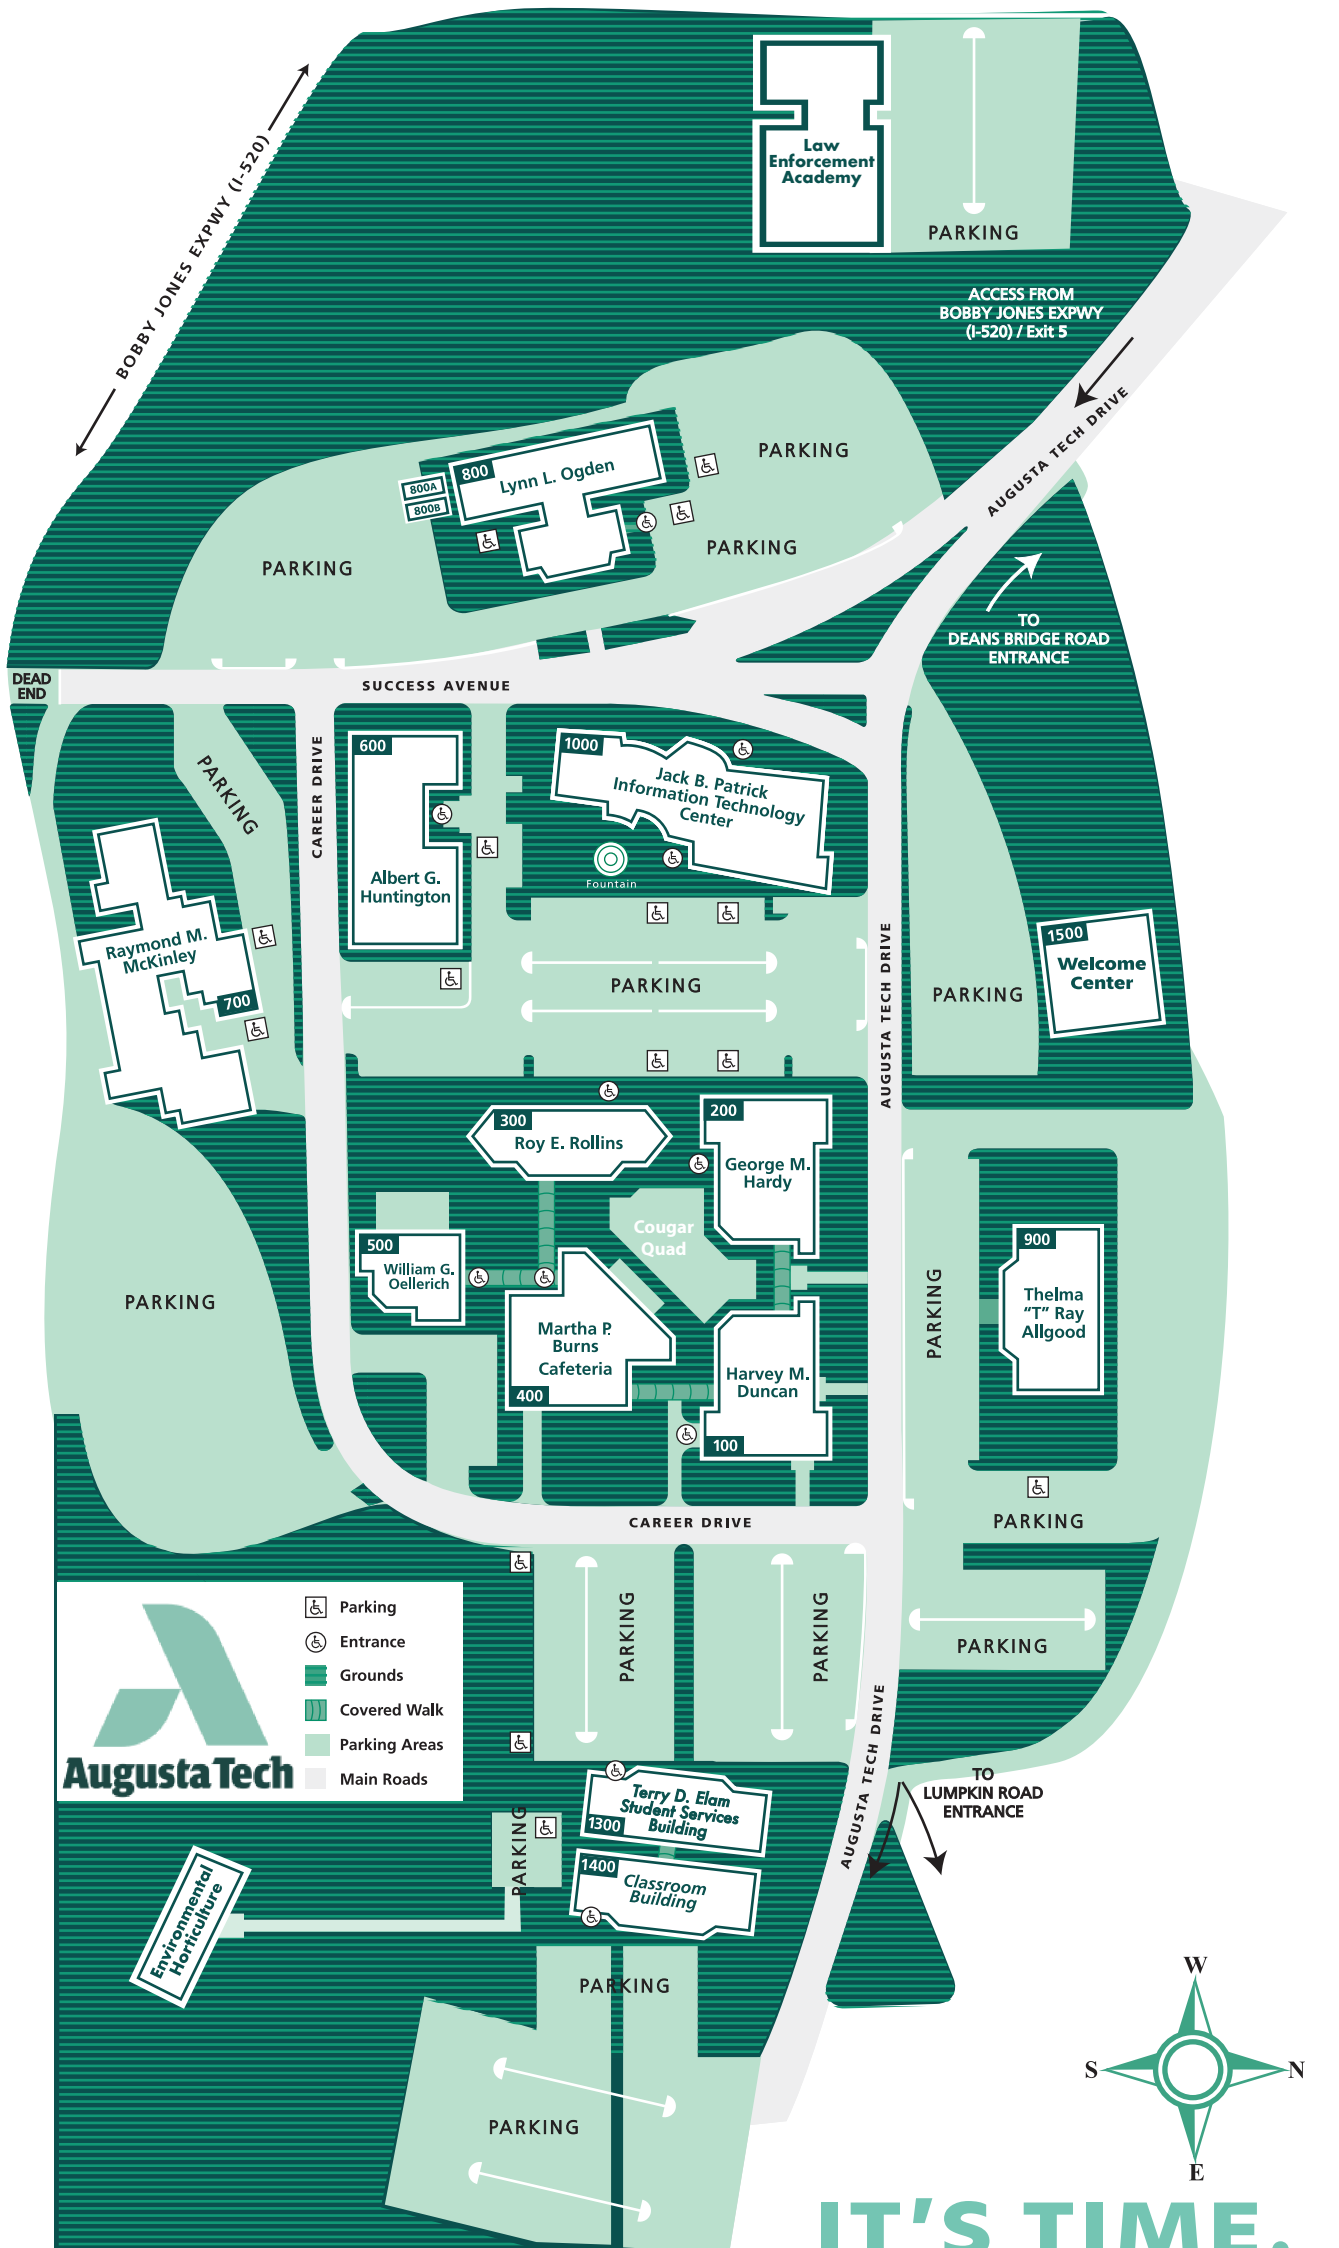 Law
Enforcement
Academy
PARKING
BOBBY JONES EXPWY (I-520)
ACCESS FROM
BOBBY JONES EXPWY
(I-520) / Exit 5
AUGUSTA TECH DRIVE
PARKING
800
Lynn L. Ogden
800A
800B
PARKING
PARKING
TO
DEANS BRIDGE ROAD
ENTRANCE
DEAD
END
SUCCESS AVENUE
CAREER DRIVE
PARKING
600
Albert G.
Huntington
1000
Jack B. Patrick
Information Technology
Center
Fountain
Raymond M.
McKinley
700
PARKING
AUGUSTA TECH DRIVE
PARKING
1500
Welcome
Center
300
Roy E. Rollins
200
George M.
Hardy
Cougar
Quad
500
William G.
Oellerich
PARKING
Martha P.
Burns
Cafeteria
400
Harvey M.
Duncan
100
PARKING
900
Thelma
“T” Ray
Allgood
PARKING
CAREER DRIVE
PARKING
PARKING
PARKING
Parking
Entrance
Grounds
Covered Walk
Parking Areas
Main Roads
Augusta Tech
AUGUSTA TECH DRIVE
TO
LUMPKIN ROAD
ENTRANCE
Terry D. Elam
Student Services
Building
1300
PARKING
1400
Classroom
Building
Environmental
Horticulture
PARKING
PARKING
W
S
N
E
IT’S TIME.